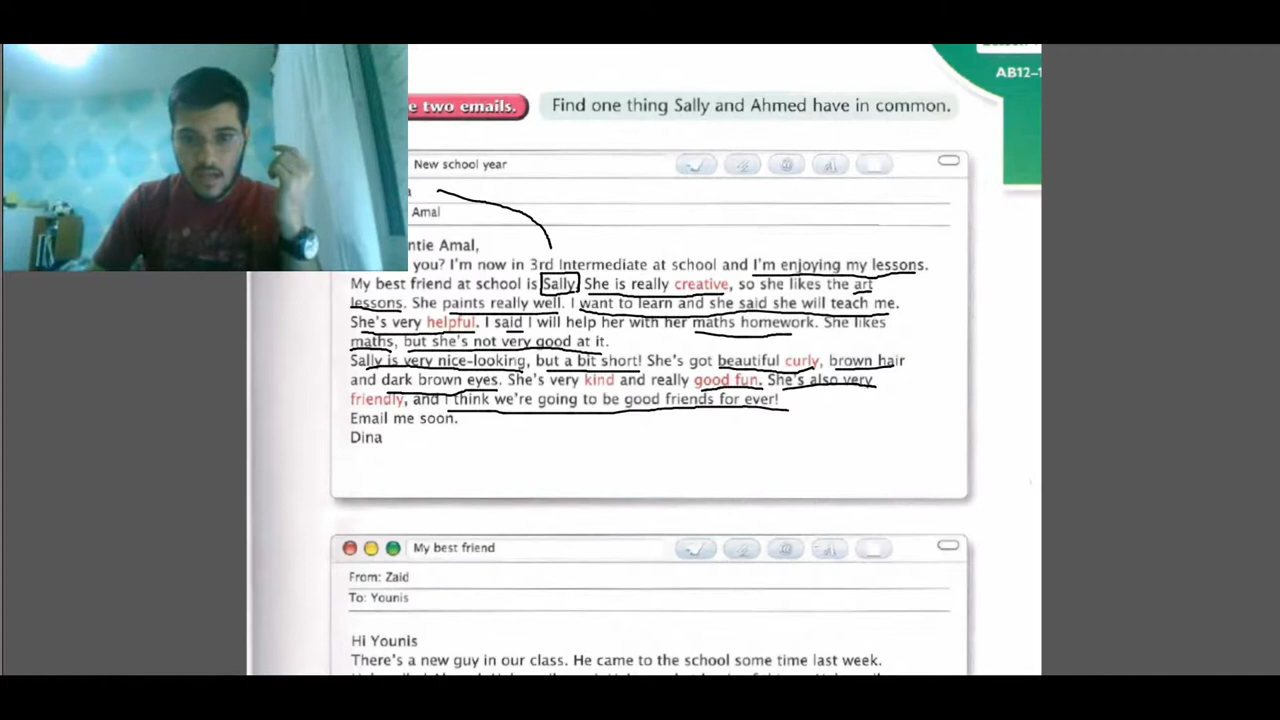 AB12-1
e two emails.
Find one thing Sally and Ahmed have in common.
New school year
Amal
ntie Amal,
you? I'm now in 3rd Intermediate at school and I'm enjoying my lessons.
My best friend at school is Sally. She is really creative, so she likes the art
lessons. She paints really well. I want to learn and she said she will teach me.
She's very helpful. I said I will help her with her maths homework. She likes
maths, but she's not very good at it.
Sally is very nice-looking, but a bit short! She's got beautiful curly, brown hair
and dark brown eyes. She's very kind and really good fun. She's also very
friendly, and I think we're going to be good friends for ever!
Email me soon.
Dina
My best friend
From: Zaid
To: Younis
Hi Younis
There's a new guy in our class. He came to the school some time last week.